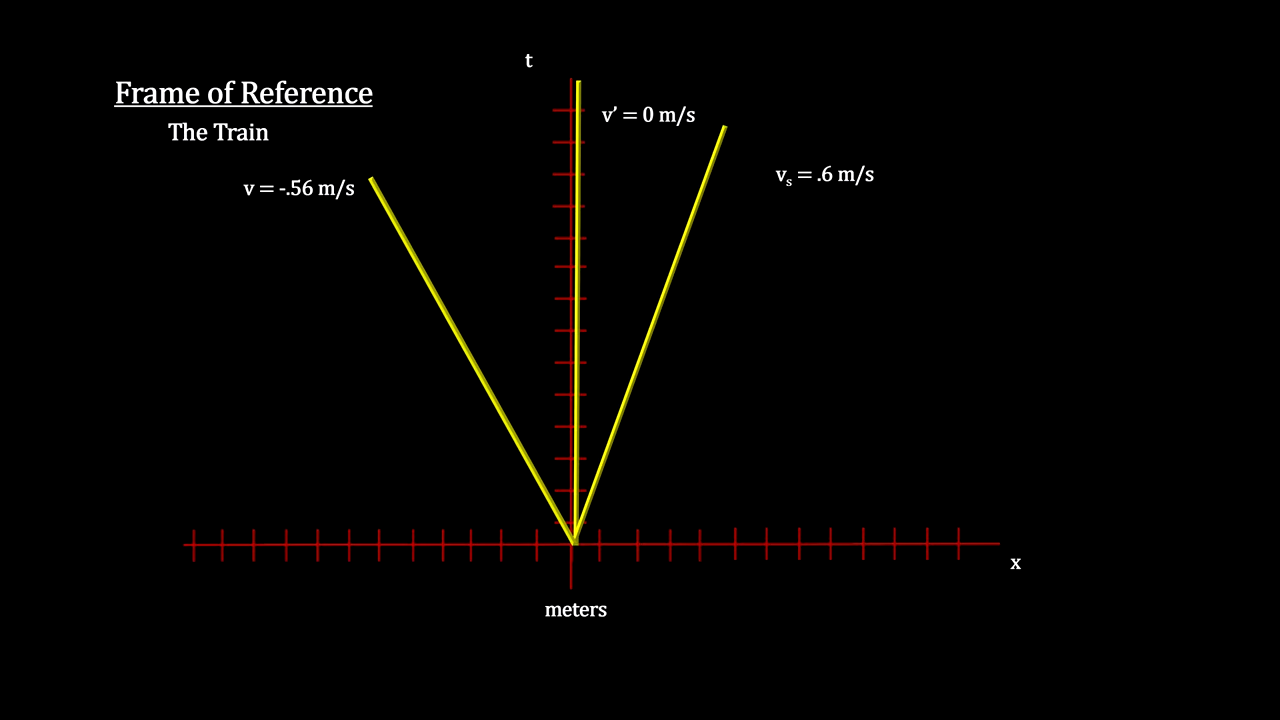 t
Frame of Reference
The Train
v’ = 0 m/s
v = -.56 m/s
vₛ = .6 m/s
x
meters